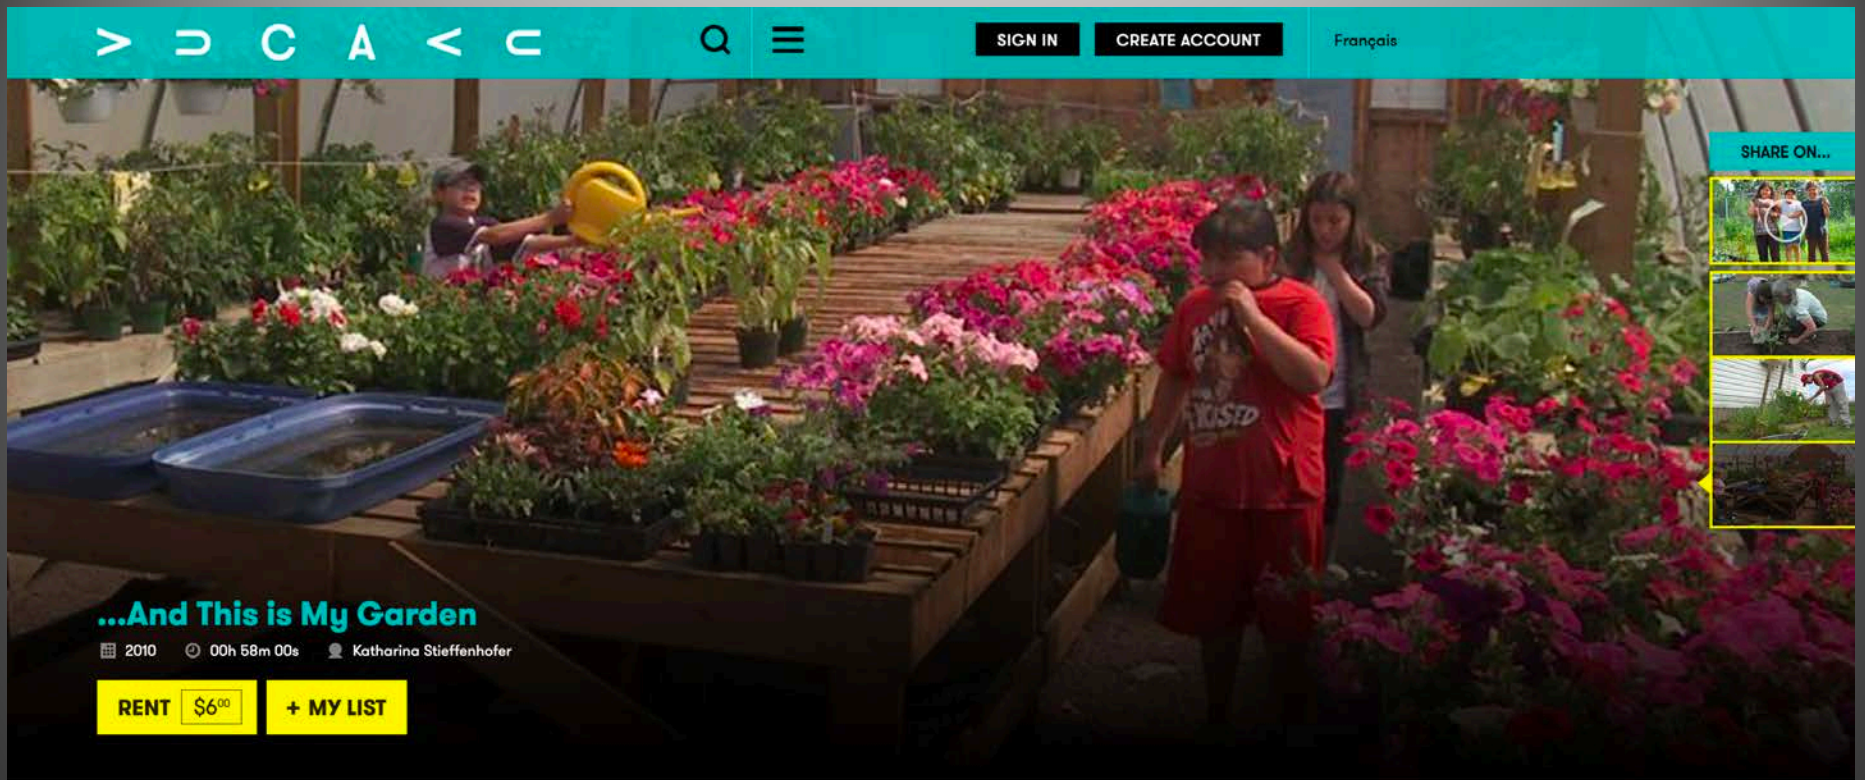 VUCAVU
SIGN IN
CREATE ACCOUNT
Français
SHARE ON...
...And This is My Garden
2010 00h 58m 00s Katharina Stieffenhofer
RENT $6⁰⁰
+ MY LIST